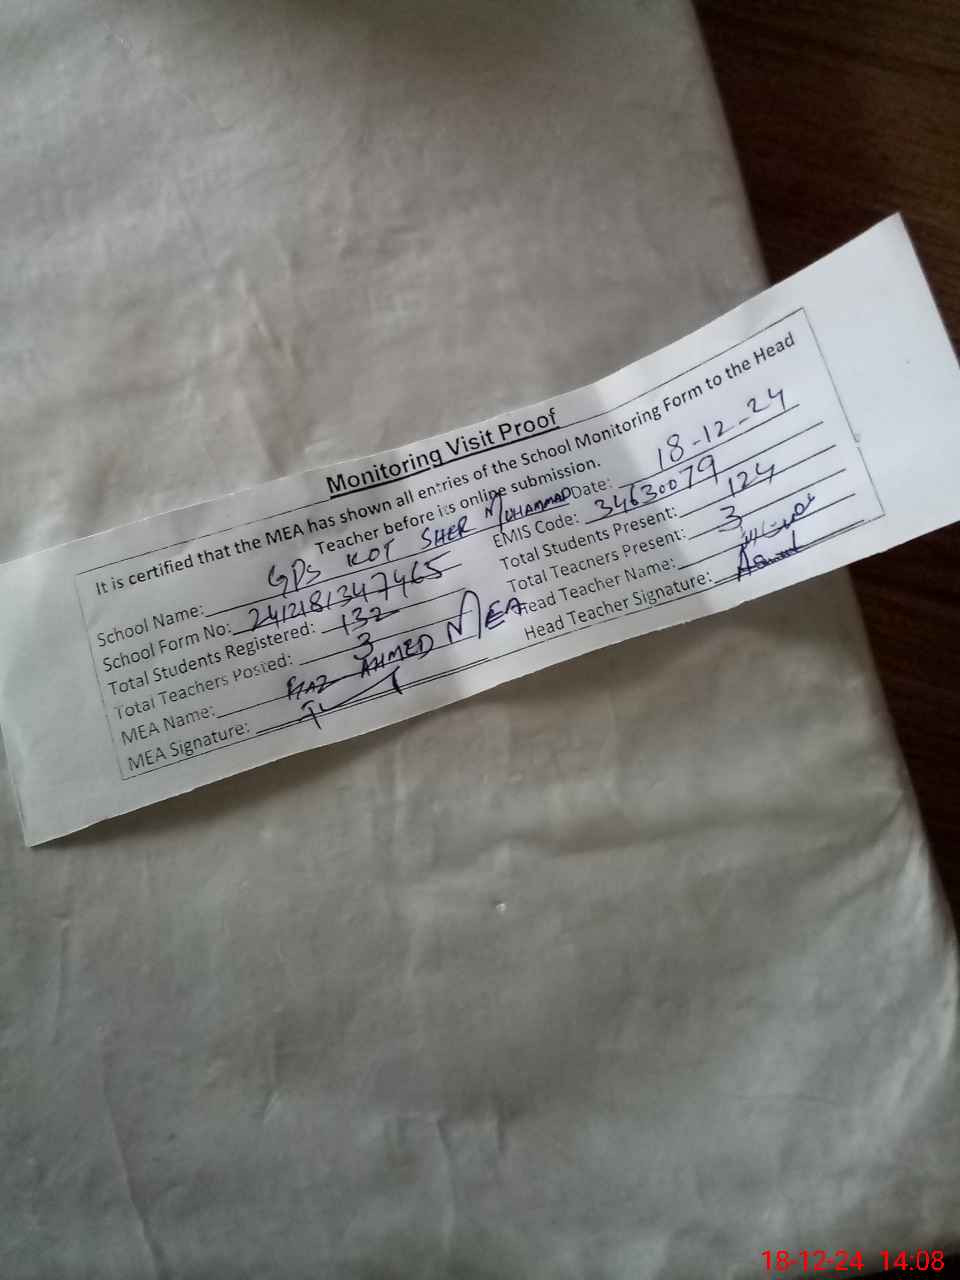 Monitoring Visit Proof
It is certified that the MEA has shown all entries of the School Monitoring Form to the Head
Teacher before its online submission.
School Name: GPS KOT SHER MUHAMMAD Date: 18-12-24
School Form No: 2412181347465 EMIS Code: 34630079
Total Students Registered: 132 Total Students Present: 124
Total Teachers Posted: 3 Total Teachers Present: 3
MEA Name: AHMED MEA Head Teacher Name:
MEA Signature: Head Teacher Signature:
18-12-24 14:08